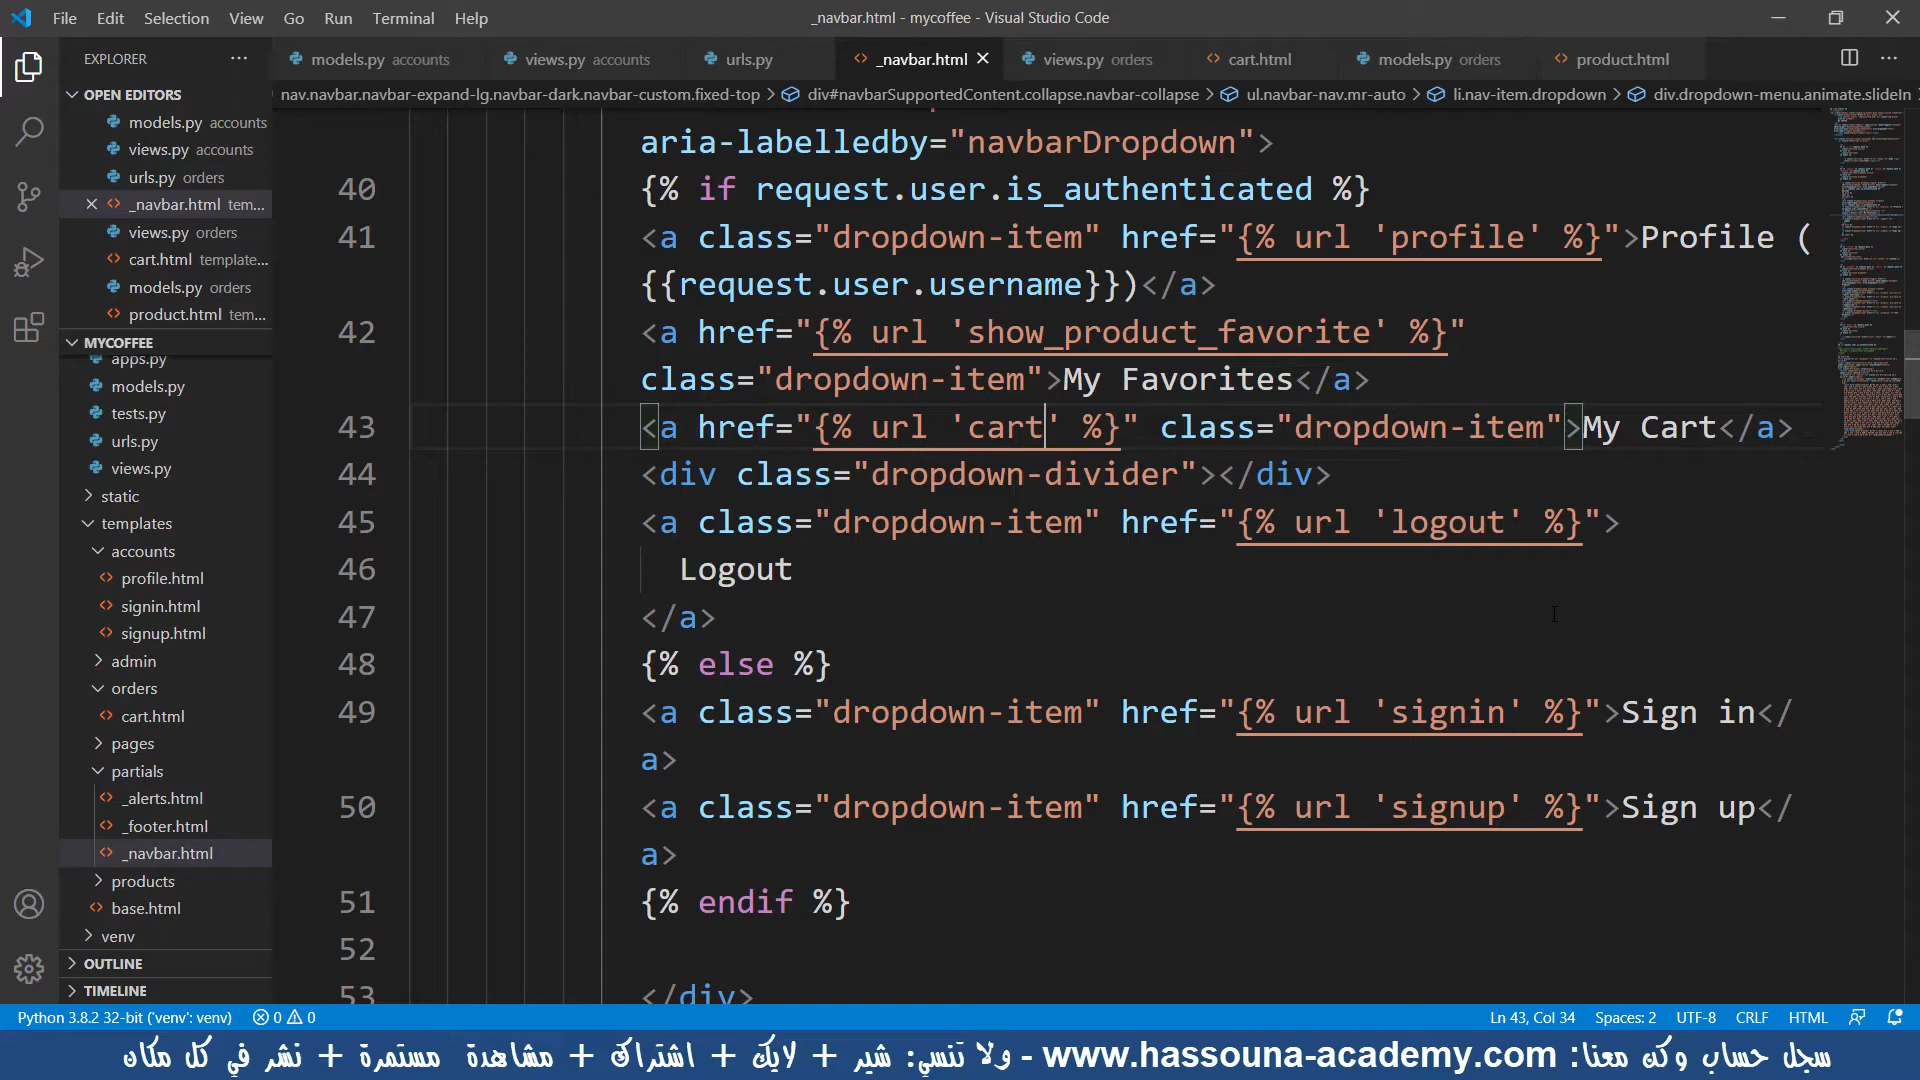 File Edit Selection View Go Run Terminal Help
_navbar.html - mycoffee - Visual Studio Code
EXPLORER
models.py accounts
views.py accounts
urls.py
_navbar.html
views.py orders
cart.html
models.py orders
product.html
OPEN EDITORS
nav.navbar.navbar-expand-lg.navbar-dark.navbar-custom.fixed-top > div#navbarSupportedContent.collapse.navbar-collapse > ul.navbar-nav.mr-auto > li.nav-item.dropdown > div.dropdown-menu.animate.slideIn
models.py accounts
views.py accounts
urls.py orders
_navbar.html tem...
views.py orders
cart.html template...
models.py orders
product.html tem...
MYCOFFEE
apps.py
models.py
tests.py
urls.py
views.py
static
templates
accounts
profile.html
signin.html
signup.html
admin
orders
cart.html
pages
partials
_alerts.html
_footer.html
_navbar.html
products
base.html
venv
OUTLINE
TIMELINE
aria-labelledby="navbarDropdown">
40 {% if request.user.is_authenticated %}
41 <a class="dropdown-item" href="{% url 'profile' %}">Profile (
{{request.user.username}})</a>
42 <a href="{% url 'show_product_favorite' %}"
class="dropdown-item">My Favorites</a>
43 <a href="{% url 'cart' %}" class="dropdown-item">My Cart</a>
44 <div class="dropdown-divider"></div>
45 <a class="dropdown-item" href="{% url 'logout' %}">
46 Logout
47 </a>
48 {% else %}
49 <a class="dropdown-item" href="{% url 'signin' %}">Sign in</
a>
50 <a class="dropdown-item" href="{% url 'signup' %}">Sign up</
a>
51 {% endif %}
52
53 </div>
Python 3.8.2 32-bit ('venv': venv) 0 0
Ln 43, Col 34 Spaces: 2 UTF-8 CRLF HTML
سجل حساب وكن معنا: www.hassouna-academy.com - ولا تنسي: شير + لايك + اشتراك + مشاهدة مستمرة + نشر في كل مكان